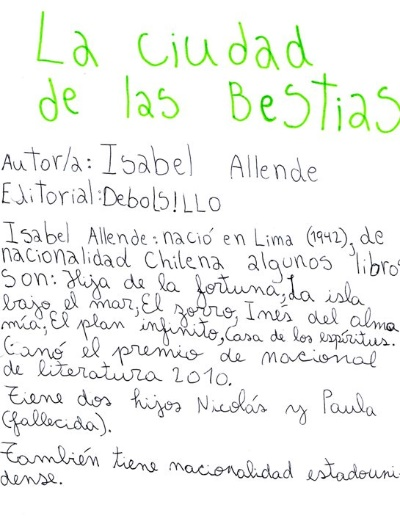 La ciudad
de las Bestias
Autor/a: Isabel Allende
Editorial: Debols!LLO
Isabel Allende: nació en Lima (1942), de
nacionalidad Chilena algunos libros
son: Hija de la fortuna, La isla
bajo el mar, El zorro, Inés del alma
mía, El plan infinito, Casa de los espíritus.
Ganó el premio de nacional
de literatura 2010.
Tiene dos hijos Nicolás y Paula
(fallecida).
También tiene nacionalidad estadouni
dense.